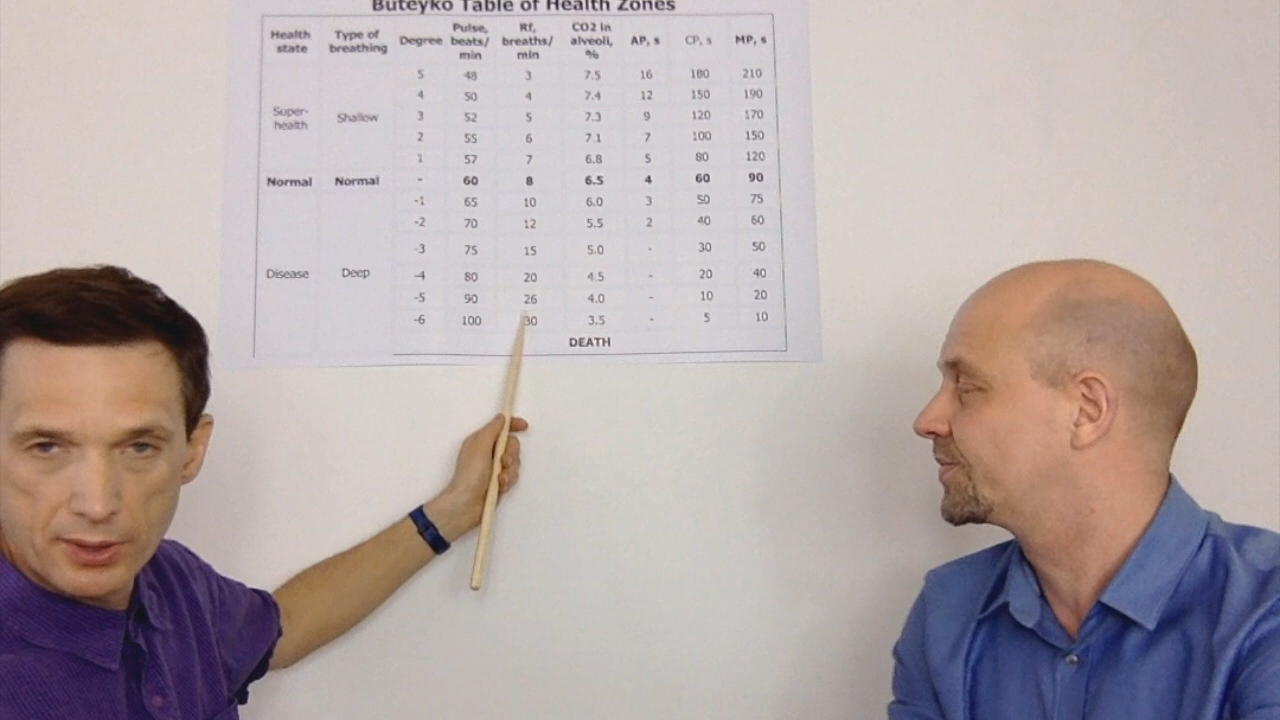 Buteyko Table of Health Zones
Health state Type of breathing Degree Pulse, beats/ min Rf, breaths/ min CO2 in alveoli, % AP, s CP, s MP, s
5 48 3 7.5 16 180 210
4 50 4 7.4 12 150 190
Super-health Shallow 3 52 5 7.3 9 120 170
2 55 6 7.1 7 100 150
1 57 7 6.8 5 80 120
Normal Normal - 60 8 6.5 4 60 90
-1 65 10 6.0 3 50 75
-2 70 12 5.5 2 40 60
-3 75 15 5.0 - 30 50
Disease Deep -4 80 20 4.5 - 20 40
-5 90 26 4.0 - 10 20
-6 100 30 3.5 - 5 10
DEATH